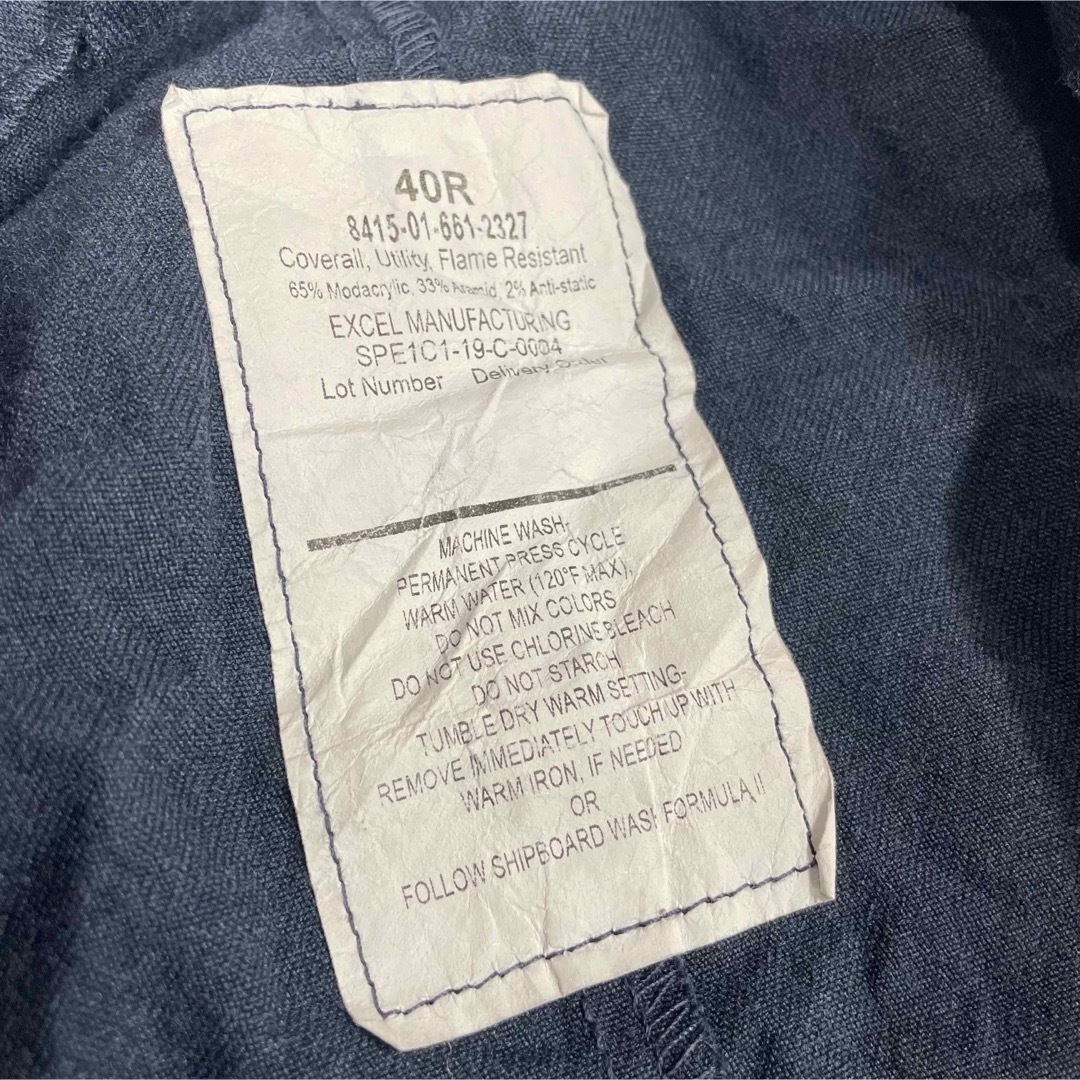 40R
8415-01-661-2327
Coverall, Utility, Flame Resistant
65% Modacrylic, 33% Aramid, 2% Anti-static
EXCEL MANUFACTURING
SPE1C1-19-C-0004
Lot Number Delivery Order
MACHINE WASH-
PERMANENT PRESS CYCLE
WARM WATER (120°F MAX),
DO NOT MIX COLORS
DO NOT USE CHLORINE BLEACH
DO NOT STARCH
TUMBLE DRY WARM SETTING-
REMOVE IMMEDIATELY TOUCH UP WITH
WARM IRON, IF NEEDED
OR
FOLLOW SHIPBOARD WASH FORMULA II